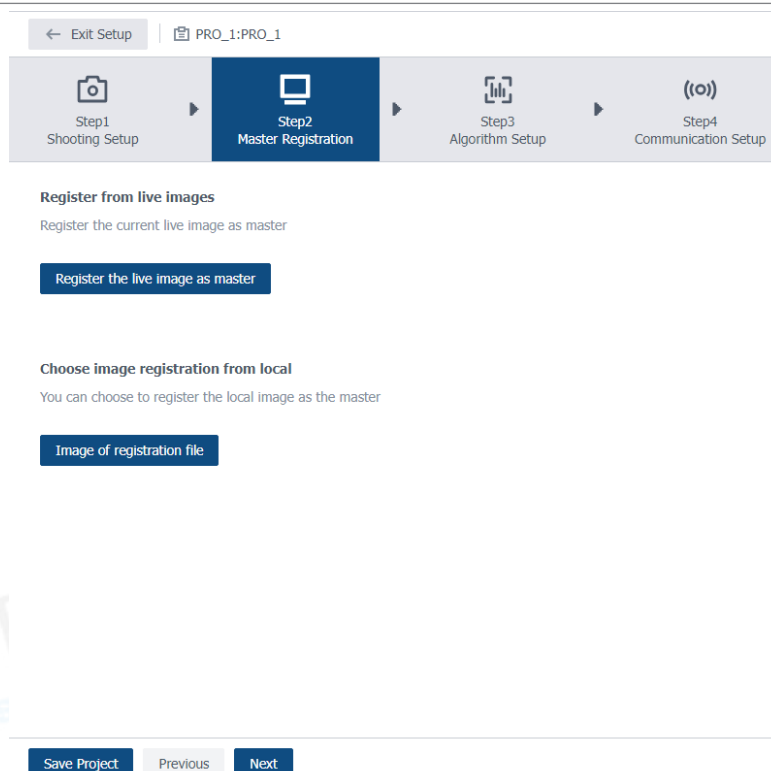 ← Exit Setup PRO_1:PRO_1
Step1 Step2 Step3 Step4
Shooting Setup Master Registration Algorithm Setup Communication Setup
Register from live images
Register the current live image as master
Register the live image as master
Choose image registration from local
You can choose to register the local image as the master
Image of registration file
Save Project Previous Next